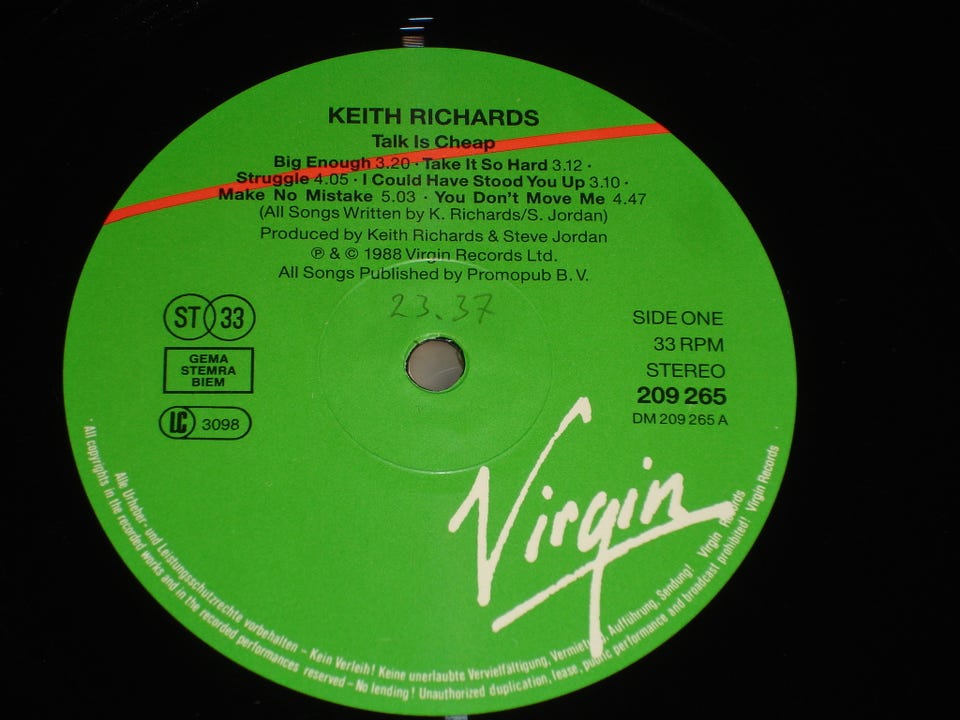 KEITH RICHARDS
Talk Is Cheap
Big Enough 3.20 · Take It So Hard 3.12 ·
Struggle 4.05 · I Could Have Stood You Up 3.10 ·
Make No Mistake 5.03 · You Don't Move Me 4.47
(All Songs Written by K. Richards/S. Jordan)
Produced by Keith Richards & Steve Jordan
℗ & © 1988 Virgin Records Ltd.
All Songs Published by Promopub B.V.
23.37
ST 33
GEMA
STEMRA
BIEM
LC 3098
SIDE ONE
33 RPM
STEREO
209 265
DM 209 265 A
Virgin
Alle Urheber- und Leistungsschutzrechte vorbehalten – Kein Verleih! Keine unerlaubte Vervielfältigung, Aufführung, Sendung! Virgin Records
All copyrights in the recorded works and in the recorded performances reserved – No lending! Unauthorized duplication, lease, public performance and broadcast prohibited! Virgin Records